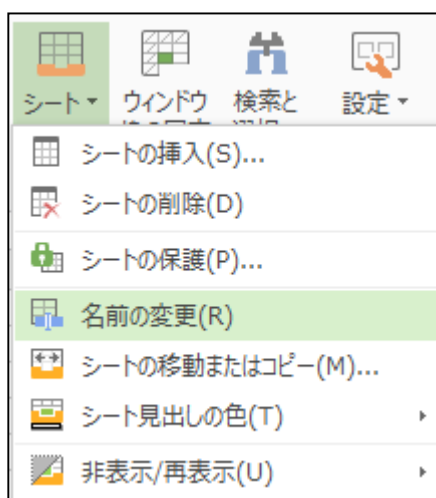 シート ウィンドウ 検索と 設定
シートの挿入(S)...
シートの削除(D)
シートの保護(P)...
名前の変更(R)
シートの移動またはコピー(M)...
シート見出しの色(T)
非表示/再表示(U)